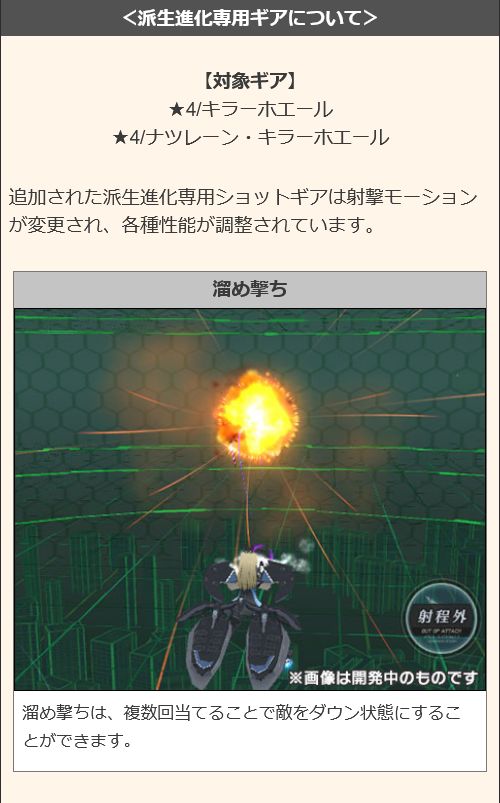 ＜派生進化専用ギアについて＞
【対象ギア】
★4/キラーホエール
★4/ナツレーン・キラーホエール
追加された派生進化専用ショットギアは射撃モーション
が変更され、各種性能が調整されています。
溜め撃ち
射程外
OUT OF ATTACK
※画像は開発中のものです
溜め撃ちは、複数回当てることで敵をダウン状態にするこ
とができます。